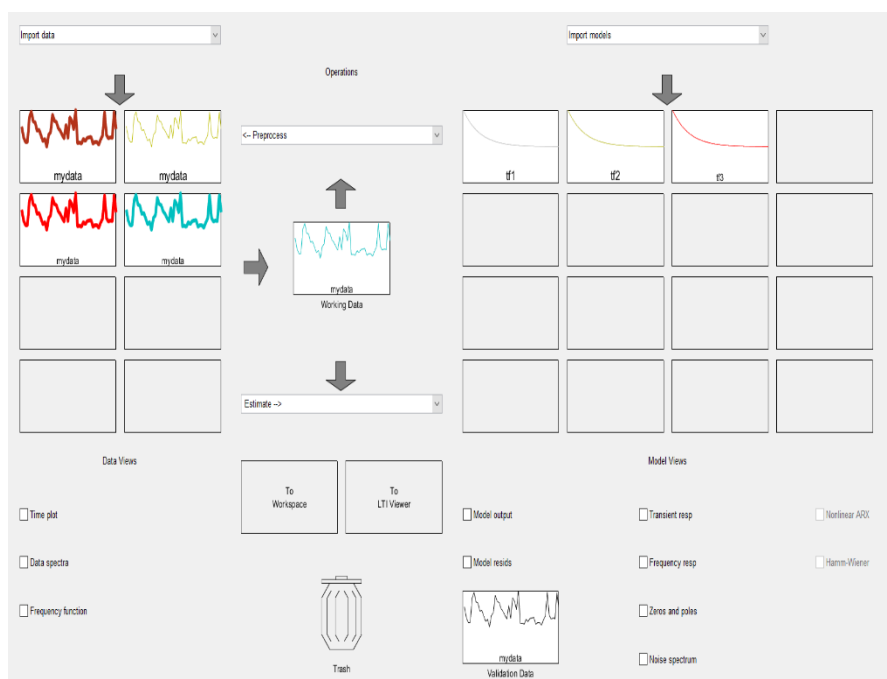 Import data
Import models
Operations
<-- Preprocess
mydata
mydata
tf1
tf2
tf3
mydata
mydata
mydata
Working Data
Estimate -->
Data Views
Model Views
To
Workspace
To
LTI Viewer
Time plot
Model output
Transient resp
Nonlinear ARX
Data spectra
Model resids
Frequency resp
Hamm-Wiener
Frequency function
Zeros and poles
mydata
Validation Data
Trash
Noise spectrum